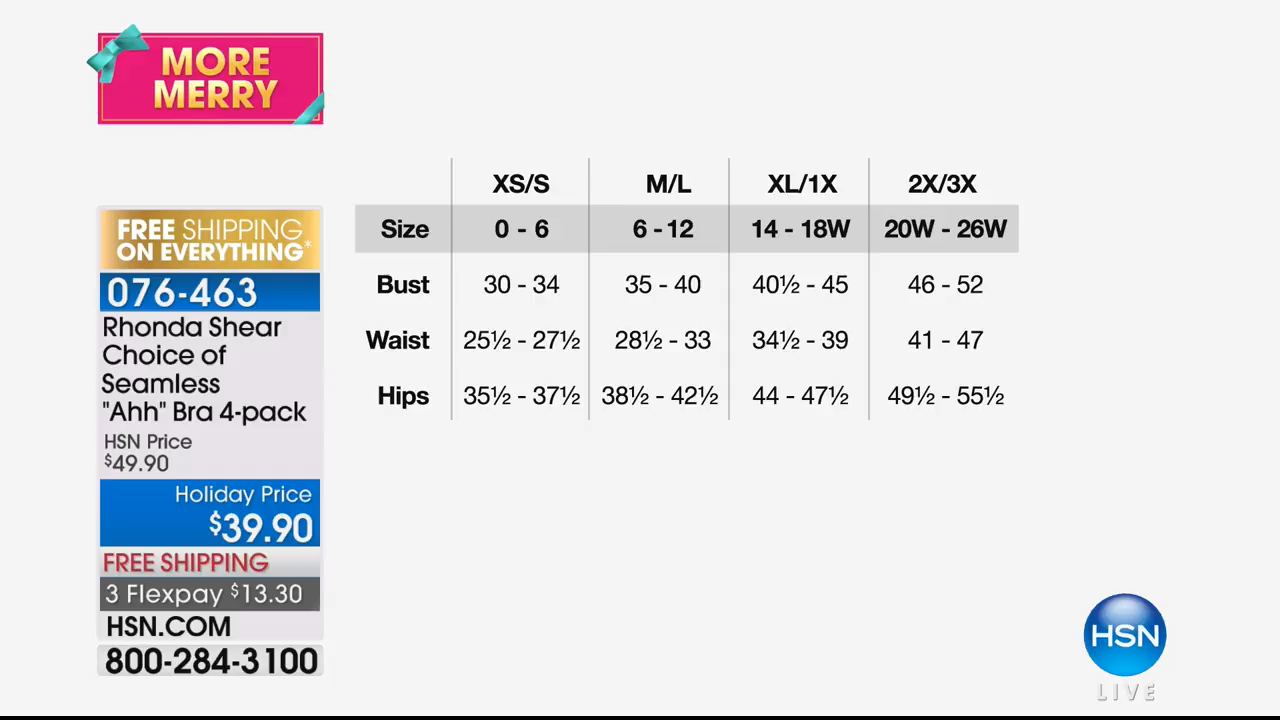 MORE
MERRY
FREE SHIPPING
ON EVERYTHING*
076-463
Rhonda Shear
Choice of
Seamless
"Ahh" Bra 4-pack
HSN Price
$49.90
Holiday Price
$39.90
FREE SHIPPING
3 Flexpay $13.30
HSN.COM
800-284-3100
XS/S M/L XL/1X 2X/3X
Size 0 - 6 6 - 12 14 - 18W 20W - 26W
Bust 30 - 34 35 - 40 40½ - 45 46 - 52
Waist 25½ - 27½ 28½ - 33 34½ - 39 41 - 47
Hips 35½ - 37½ 38½ - 42½ 44 - 47½ 49½ - 55½
HSN
LIVE